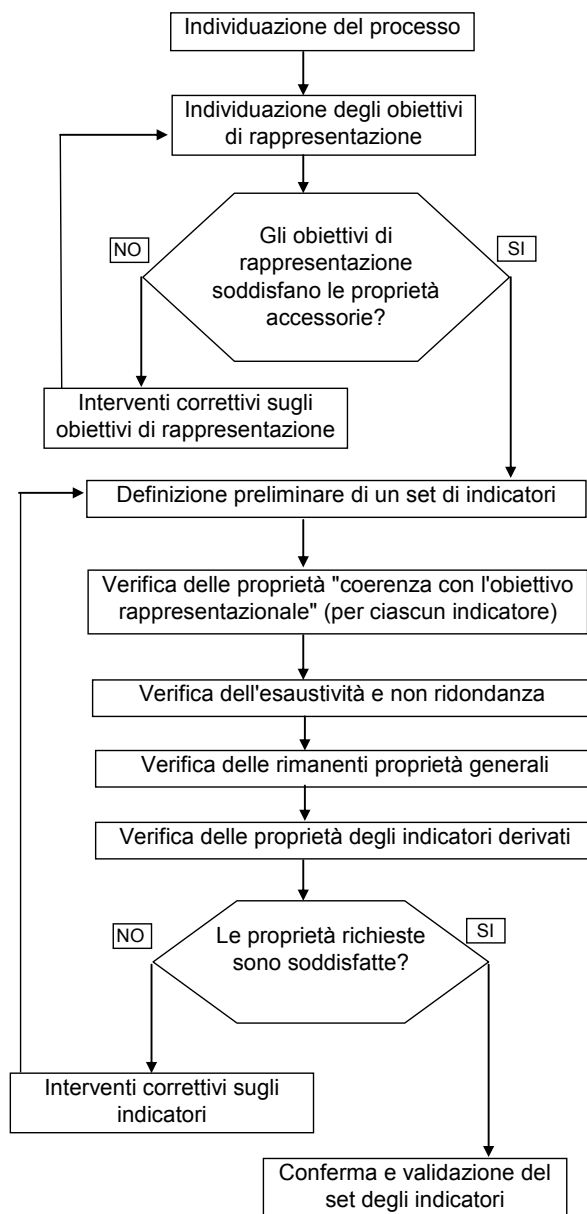 Individuazione del processo
Individuazione degli obiettivi
di rappresentazione
Gli obiettivi di
rappresentazione
soddisfano le proprietà
accessorie?
NO
SI
Interventi correttivi sugli
obiettivi di rappresentazione
Definizione preliminare di un set di indicatori
Verifica delle proprietà "coerenza con l'obiettivo
rappresentazionale" (per ciascun indicatore)
Verifica dell'esaustività e non ridondanza
Verifica delle rimanenti proprietà generali
Verifica delle proprietà degli indicatori derivati
Le proprietà richieste
sono soddisfatte?
NO
SI
Interventi correttivi sugli
indicatori
Conferma e validazione del
set degli indicatori